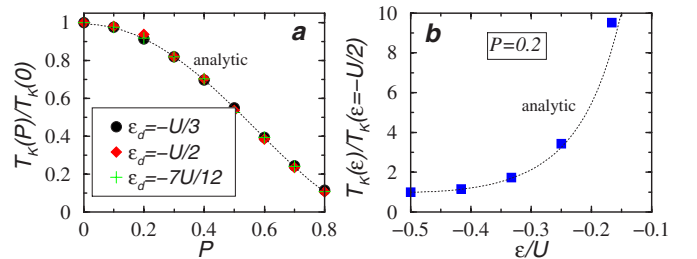 a
analytic
ε_d=-U/3
ε_d=-U/2
ε_d=-7U/12
T_K(P)/T_K(0)
1
0.8
0.6
0.4
0.2
0
0 0.2 0.4 0.6 0.8
P
b
P=0.2
analytic
T_K(ε)/T_K(ε=-U/2)
10
8
6
4
2
0
−0.5 −0.4 −0.3 −0.2 −0.1
ε/U